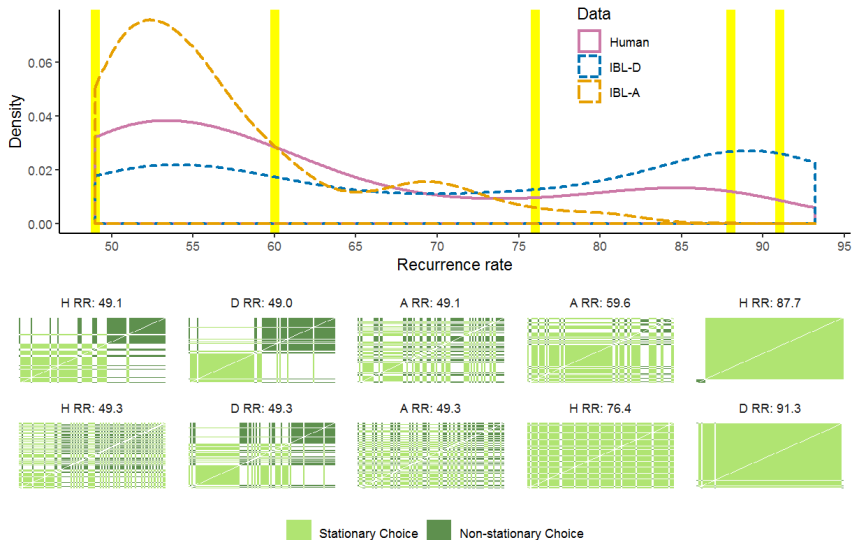 Data
Human
IBL-D
IBL-A
Density
0.06
0.04
0.02
0.00
50 55 60 65 70 75 80 85 90 95
Recurrence rate
H RR: 49.1 D RR: 49.0 A RR: 49.1 A RR: 59.6 H RR: 87.7
H RR: 49.3 D RR: 49.3 A RR: 49.3 H RR: 76.4 D RR: 91.3
Stationary Choice Non-stationary Choice